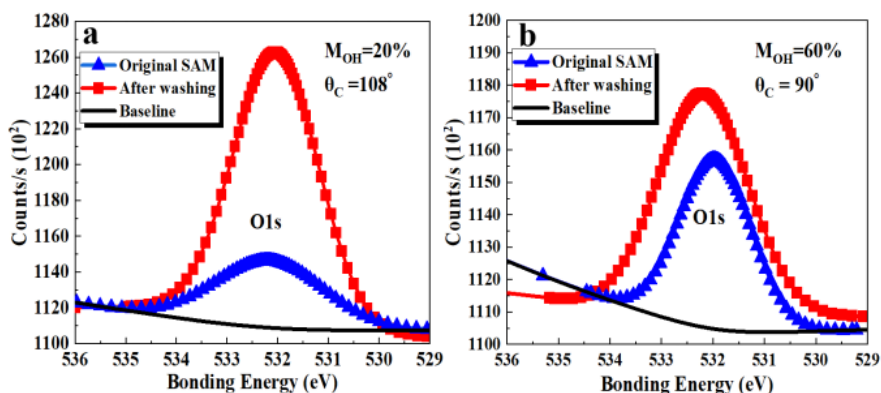 a
Original SAM
After washing
Baseline
M_OH=20%
θ_C = 108°
O1s
Counts/s (10²)
1280
1260
1240
1220
1200
1180
1160
1140
1120
1100
536 535 534 533 532 531 530 529
Bonding Energy (eV)
b
Original SAM
After washing
Baseline
M_OH=60%
θ_C = 90°
O1s
Counts/s (10²)
1200
1190
1180
1170
1160
1150
1140
1130
1120
1110
1100
536 535 534 533 532 531 530 529
Bonding Energy (eV)